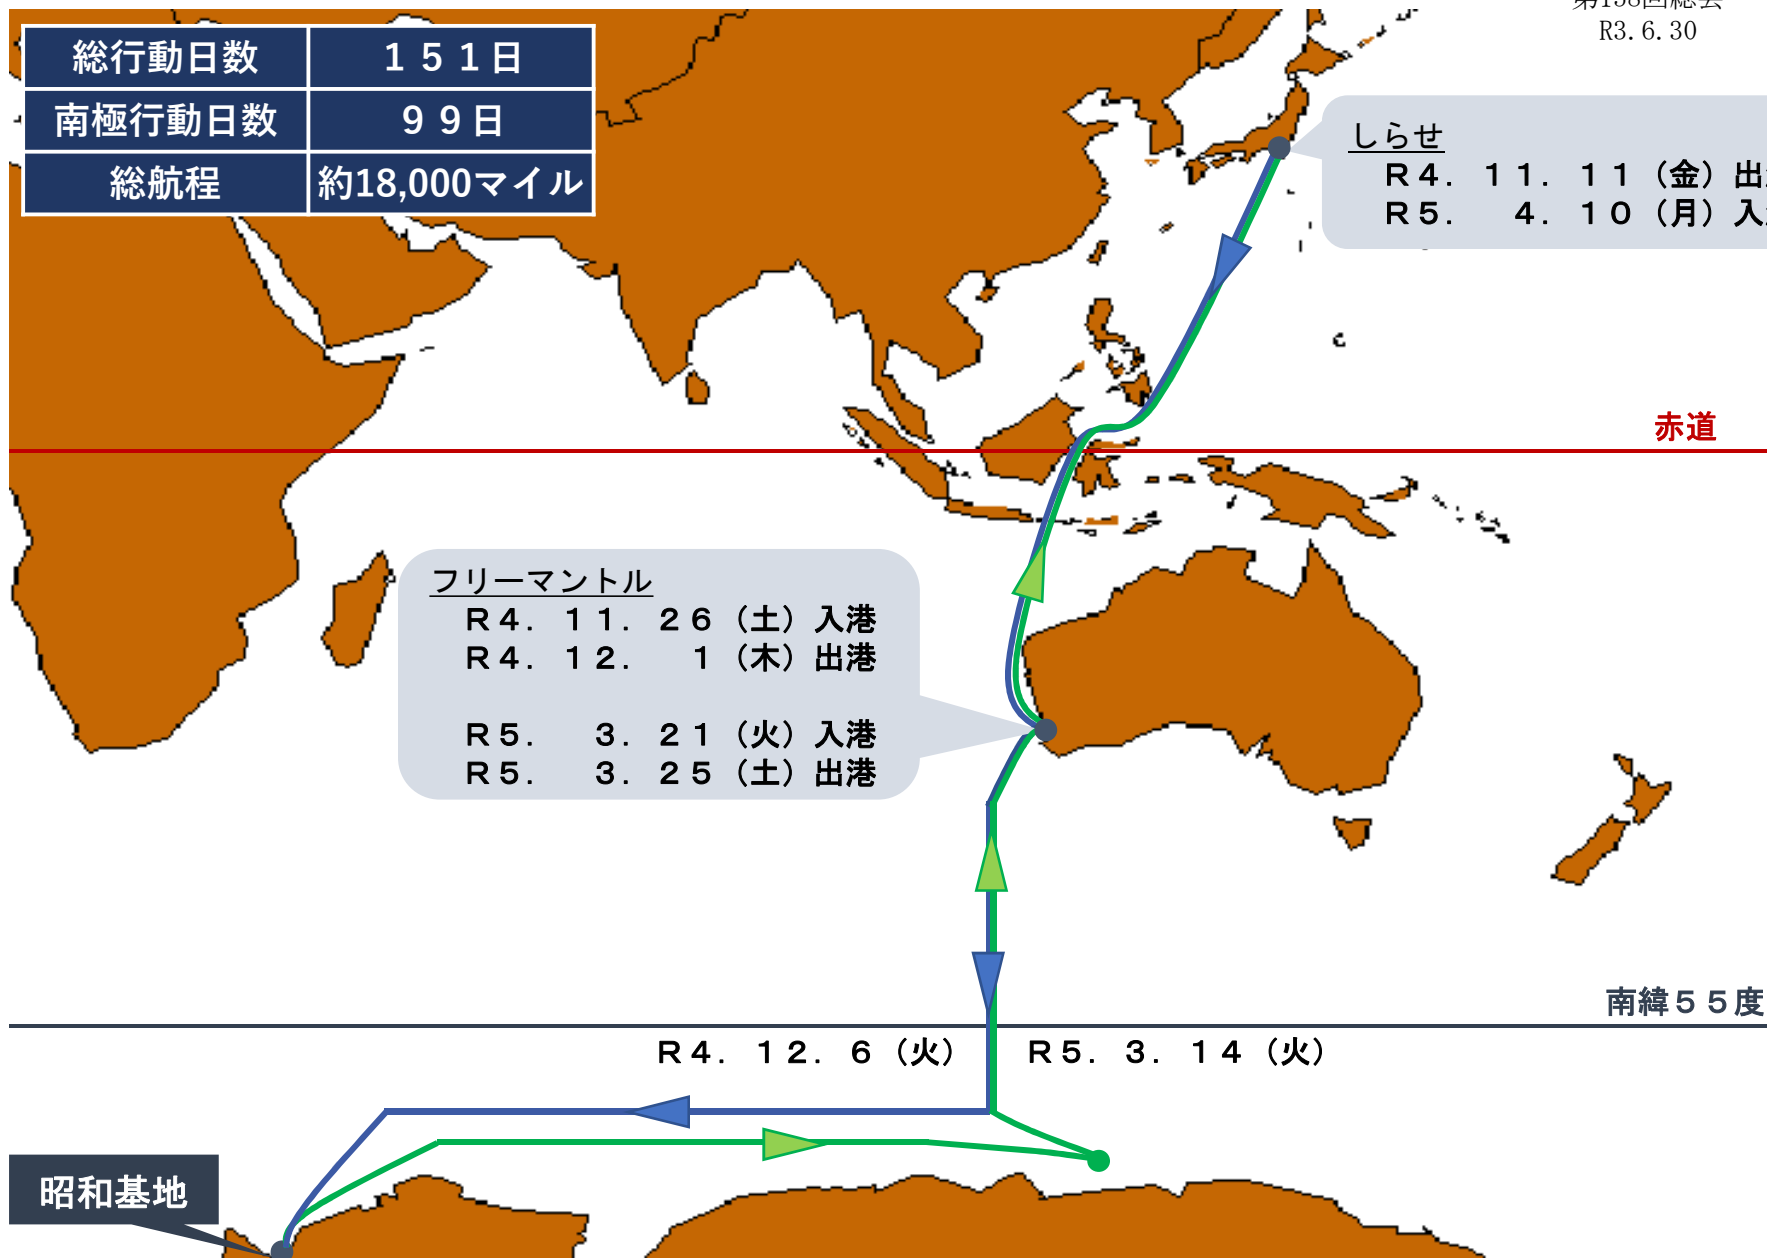 R3.6.30
総行動日数 １５１日
南極行動日数 ９９日
総航程 約18,000マイル
しらせ
Ｒ４．１１．１１（金）出
Ｒ５．　４．１０（月）入
赤道
フリーマントル
Ｒ４．１１．２６（土）入港
Ｒ４．１２．　１（木）出港
Ｒ５．　３．２１（火）入港
Ｒ５．　３．２５（土）出港
南緯５５度
Ｒ４．１２．６（火）
Ｒ５．３．１４（火）
昭和基地